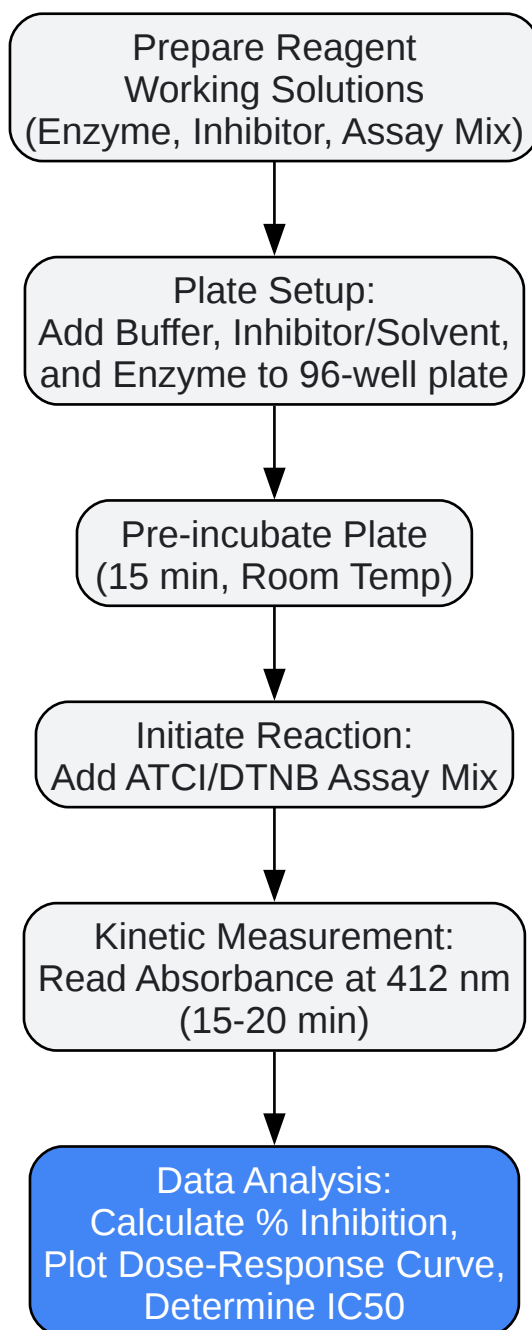 Prepare Reagent
Working Solutions
(Enzyme, Inhibitor, Assay Mix)
Plate Setup:
Add Buffer, Inhibitor/Solvent,
and Enzyme to 96-well plate
Pre-incubate Plate
(15 min, Room Temp)
Initiate Reaction:
Add ATCI/DTNB Assay Mix
Kinetic Measurement:
Read Absorbance at 412 nm
(15-20 min)
Data Analysis:
Calculate % Inhibition,
Plot Dose-Response Curve,
Determine IC50